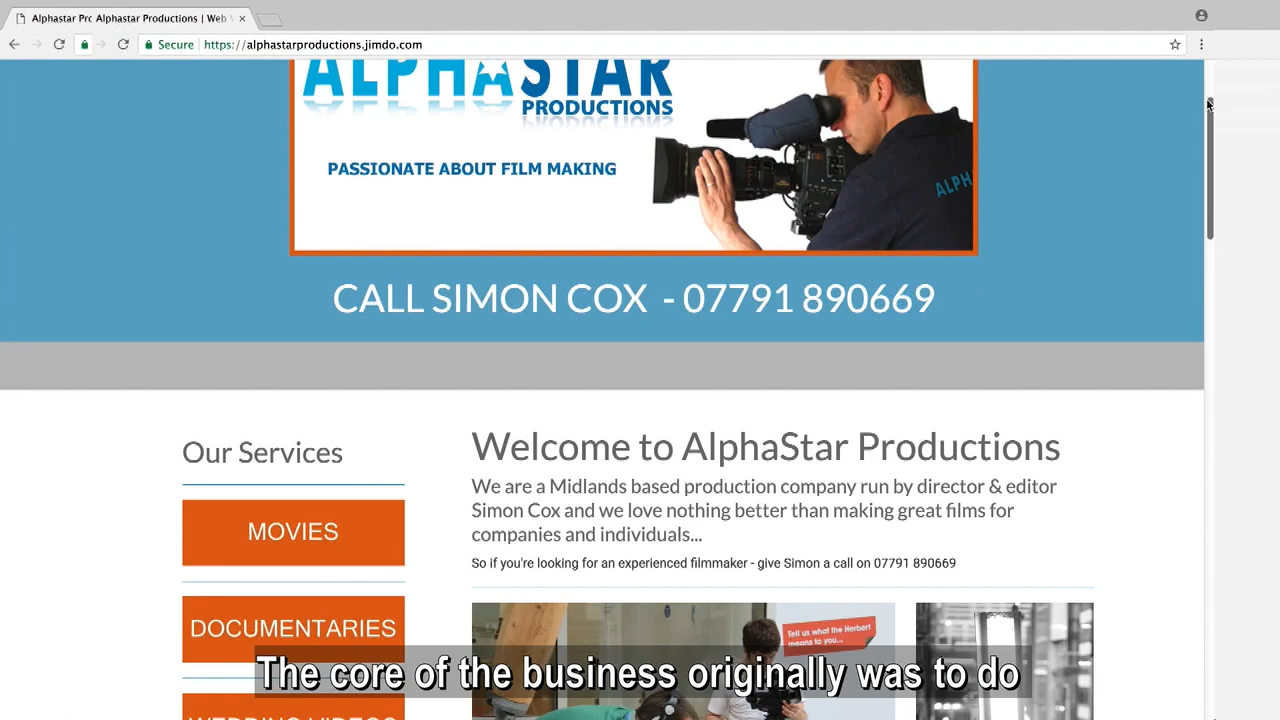 Alphastar Pro Alphastar Productions | Web
Secure https://alphastarproductions.jimdo.com
ALPHASTAR
PRODUCTIONS
PASSIONATE ABOUT FILM MAKING
ALPH
CALL SIMON COX - 07791 890669
Our Services
MOVIES
DOCUMENTARIES
WEDDING VIDEOS
Welcome to AlphaStar Productions
We are a Midlands based production company run by director & editor
Simon Cox and we love nothing better than making great films for
companies and individuals...
So if you're looking for an experienced filmmaker - give Simon a call on 07791 890669
Tell us what the Herbert
means to you...
The core of the business originally was to do